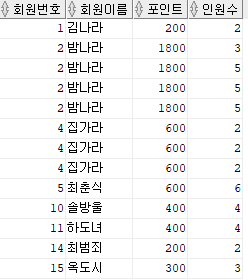 회원번호 회원이름 포인트 인원수
1 김나라 200 2
2 밤나라 1800 3
2 밤나라 1800 5
2 밤나라 1800 5
2 밤나라 1800 5
4 집가라 600 2
4 집가라 600 2
4 집가라 600 2
5 최춘식 600 6
10 솔방울 400 4
11 하도녀 400 4
14 최범죄 200 2
15 옥도시 300 3